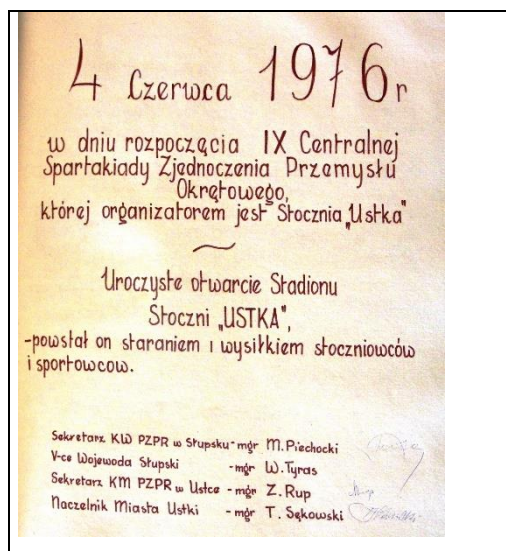 4 Czerwca 1976 r
w dniu rozpoczęcia IX Centralnej
Spartakiady Zjednoczenia Przemysłu
Okrętowego,
której organizatorem jest Stocznia „Ustka"
Uroczyste otwarcie Stadionu
Stoczni „USTKA",
-powstał on staraniem i wysiłkiem stoczniowców
i sportowcow.
Sekretarz KW PZPR w Słupsku - mgr M. Piechocki
V-ce Wojewoda Słupski - mgr W. Tyras
Sekretarz KM PZPR w Ustce - mgr Z. Rup
Naczelnik Miasta Ustki - mgr T. Sękowski